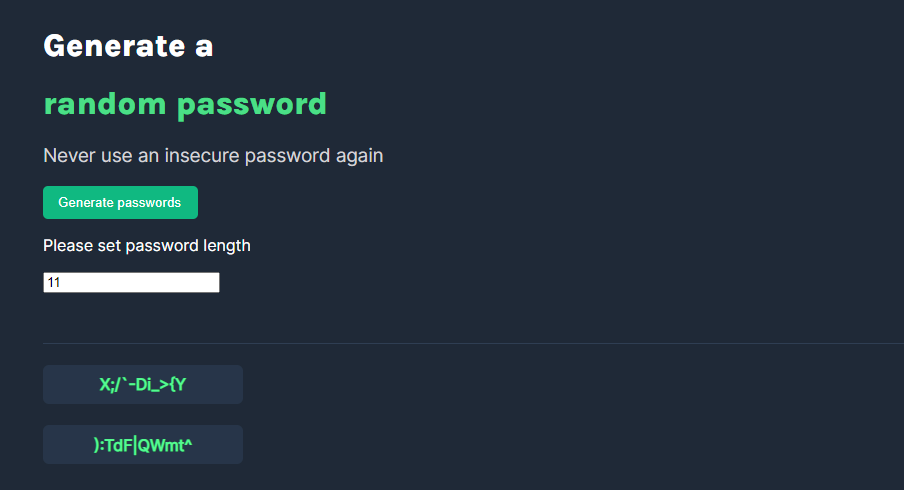 Generate a
random password
Never use an insecure password again
Generate passwords
Please set password length
11
X;/`-Di_>{Y
):TdF|QWmt^